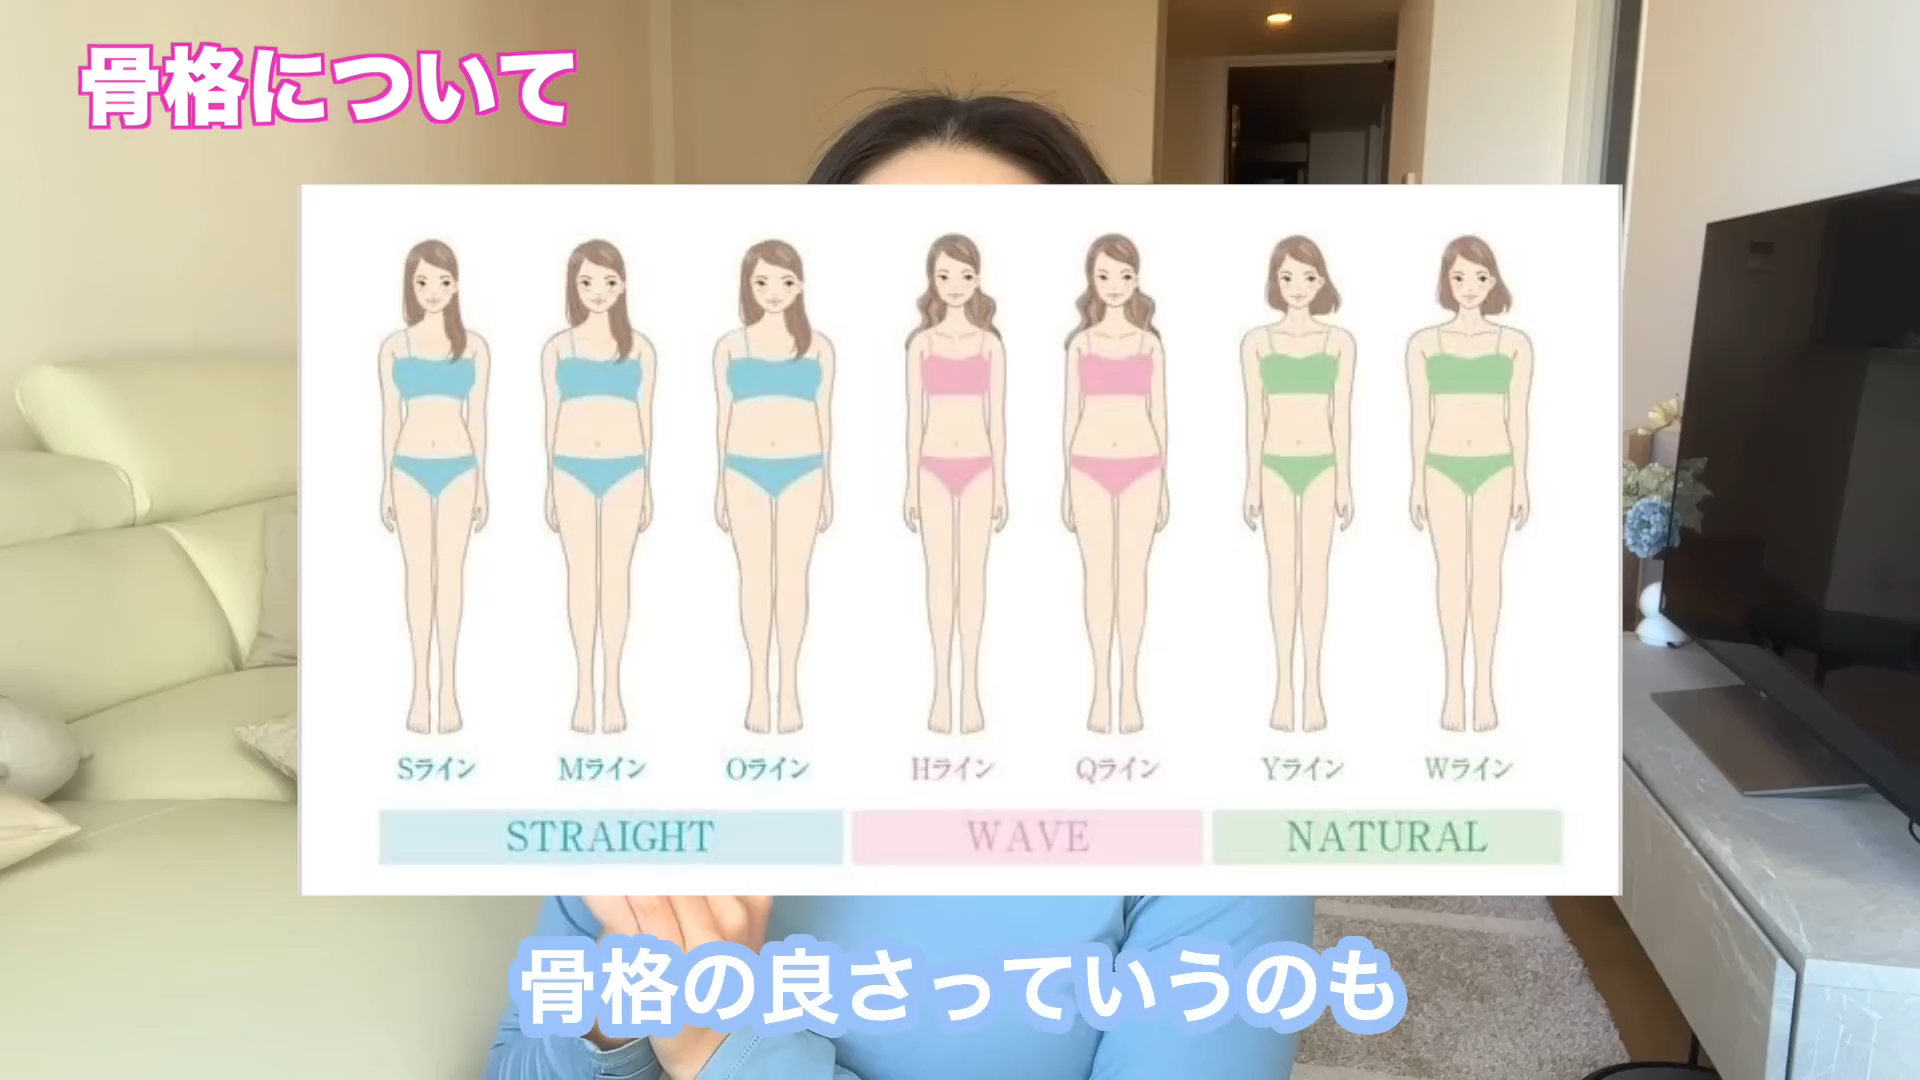 骨格について
Sライン
Mライン
Oライン
Hライン
Qライン
Yライン
Wライン
STRAIGHT
WAVE
NATURAL
骨格の良さっていうのも